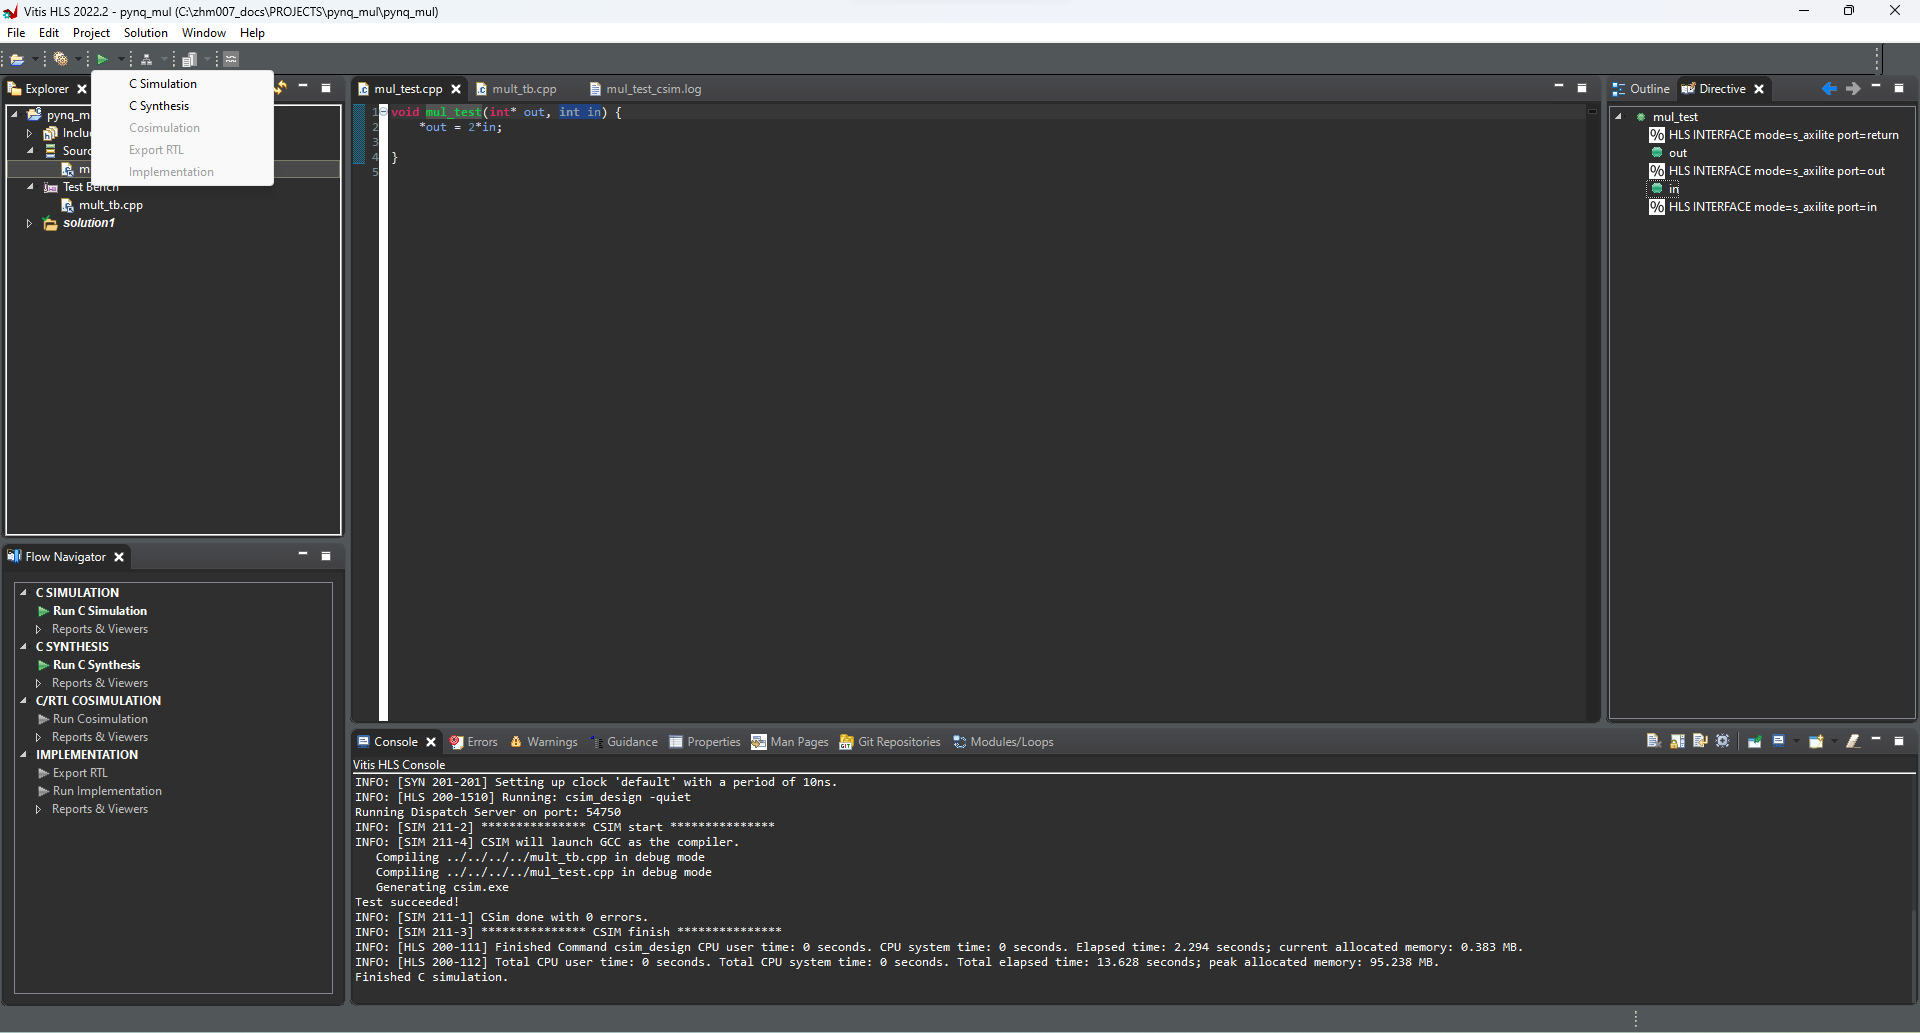 Vitis HLS 2022.2 - pynq_mul (C:\zhm007_docs\PROJECTS\pynq_mul\pynq_mul)
File Edit Project Solution Window Help
C Simulation
C Synthesis
Cosimulation
Export RTL
Implementation
Explorer
pynq_m
Inclu
Sourc
m
Test Bench
mult_tb.cpp
solution1
mul_test.cpp
mult_tb.cpp
mul_test_csim.log
1 void mul_test(int* out, int in) {
2 *out = 2*in;
3
4 }
5
Outline
Directive
mul_test
% HLS INTERFACE mode=s_axilite port=return
out
% HLS INTERFACE mode=s_axilite port=out
in
% HLS INTERFACE mode=s_axilite port=in
Flow Navigator
C SIMULATION
Run C Simulation
Reports & Viewers
C SYNTHESIS
Run C Synthesis
Reports & Viewers
C/RTL COSIMULATION
Run Cosimulation
Reports & Viewers
IMPLEMENTATION
Export RTL
Run Implementation
Reports & Viewers
Console Errors Warnings Guidance Properties Man Pages Git Repositories Modules/Loops
Vitis HLS Console
INFO: [SYN 201-201] Setting up clock 'default' with a period of 10ns.
INFO: [HLS 200-1510] Running: csim_design -quiet
Running Dispatch Server on port: 54750
INFO: [SIM 211-2] *************** CSIM start ***************
INFO: [SIM 211-4] CSIM will launch GCC as the compiler.
Compiling ../../../../mult_tb.cpp in debug mode
Compiling ../../../../mul_test.cpp in debug mode
Generating csim.exe
Test succeeded!
INFO: [SIM 211-1] CSim done with 0 errors.
INFO: [SIM 211-3] *************** CSIM finish ***************
INFO: [HLS 200-111] Finished Command csim_design CPU user time: 0 seconds. CPU system time: 0 seconds. Elapsed time: 2.294 seconds; current allocated memory: 0.383 MB.
INFO: [HLS 200-112] Total CPU user time: 0 seconds. Total CPU system time: 0 seconds. Total elapsed time: 13.628 seconds; peak allocated memory: 95.238 MB.
Finished C simulation.